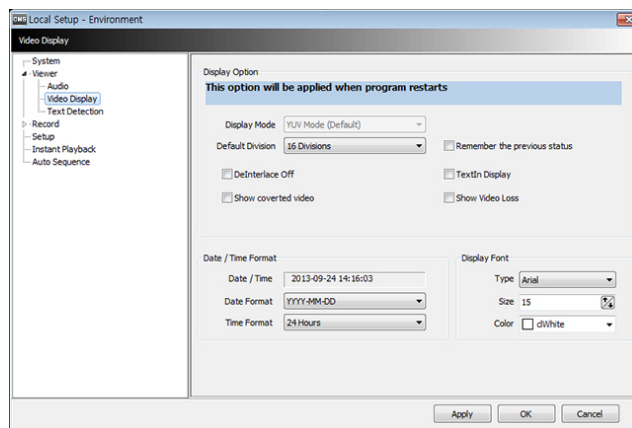 CMS Local Setup - Environment
Video Display
System
Viewer
Audio
Video Display
Text Detection
Record
Setup
Instant Playback
Auto Sequence
Display Option
This option will be applied when program restarts
Display Mode YUV Mode (Default)
Default Division 16 Divisions Remember the previous status
DeInterlace Off TextIn Display
Show coverted video Show Video Loss
Date / Time Format Display Font
Date / Time 2013-09-24 14:16:03 Type Arial
Date Format YYYY-MM-DD Size 15
Time Format 24 Hours Color clWhite
Apply OK Cancel